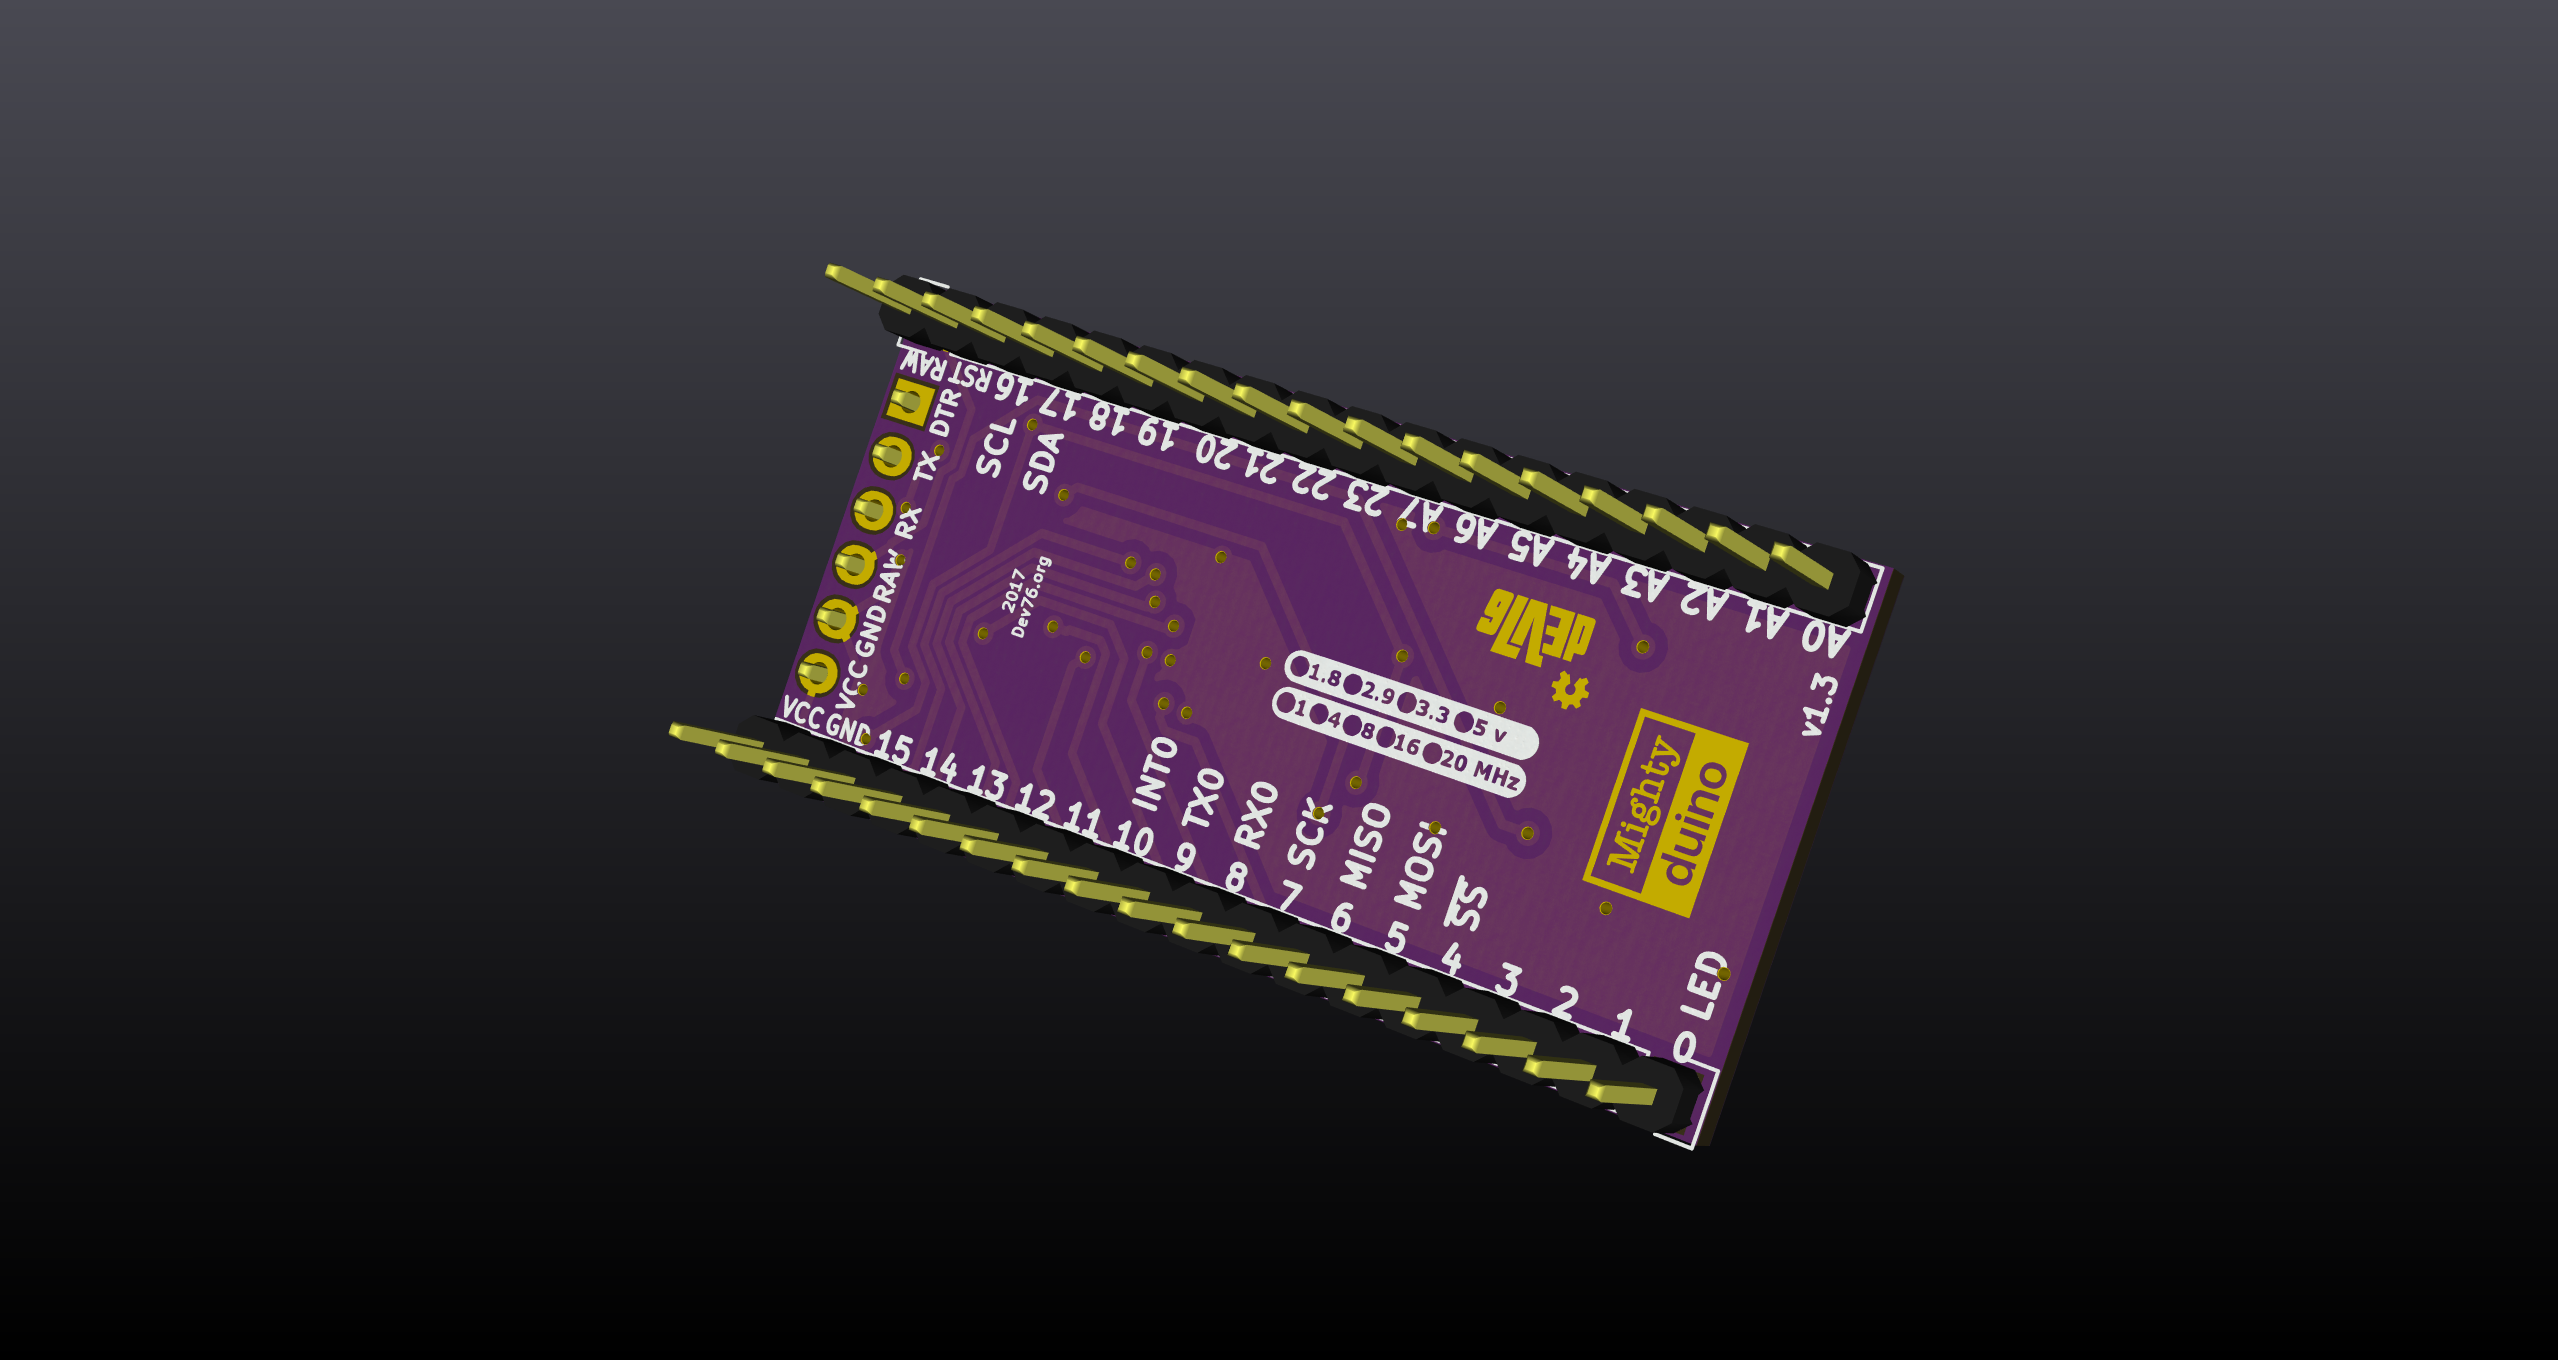 RAW
RST
16
17
18
19
20
21
22
23
A7
A6
A5
A4
A3
A2
A1
A0
DTR
TX
RX
RAW
GND
VCC
SCL
SDA
2017
Dev76.org
dEV76
1.8 2.9 3.3 5 v
1 4 8 16 20 MHz
v1.3
Mighty
duino
INT0
TX0
RX0
SCK
MISO
MOSI
SS
LED
VCC
GND
15
14
13
12
11
10
9
8
7
6
5
4
3
2
1
0